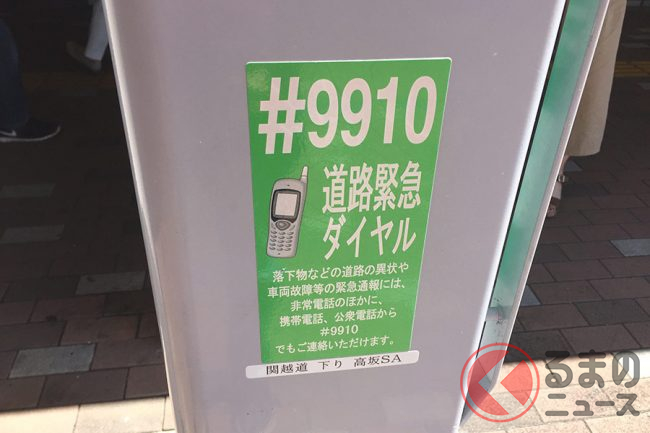 #9910
道路緊急
ダイヤル
落下物などの道路の異状や
車両故障等の緊急通報には、
非常電話のほかに、
携帯電話、公衆電話から
#9910
でもご連絡いただけます。
関越道 下り 高坂SA
くるまの
ニュース